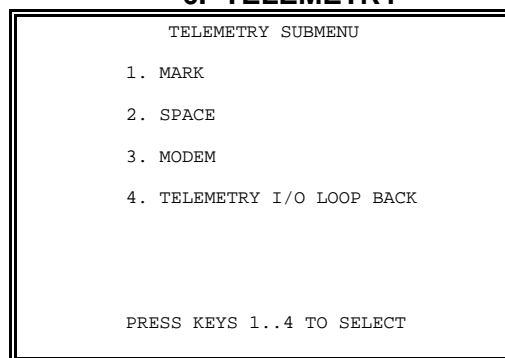 TELEMETRY SUBMENU
1. MARK
2. SPACE
3. MODEM
4. TELEMETRY I/O LOOP BACK
PRESS KEYS 1..4 TO SELECT